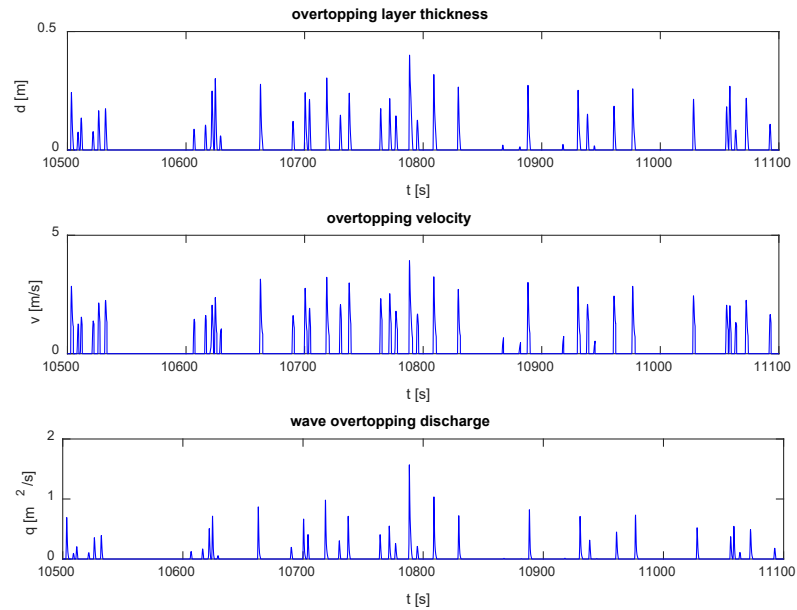 overtopping layer thickness
0.5
d [m]
0
10500 10600 10700 10800 10900 11000 11100
t [s]
overtopping velocity
5
v [m/s]
0
10500 10600 10700 10800 10900 11000 11100
t [s]
wave overtopping discharge
2
q [m 2 /s]
1
0
10500 10600 10700 10800 10900 11000 11100
t [s]